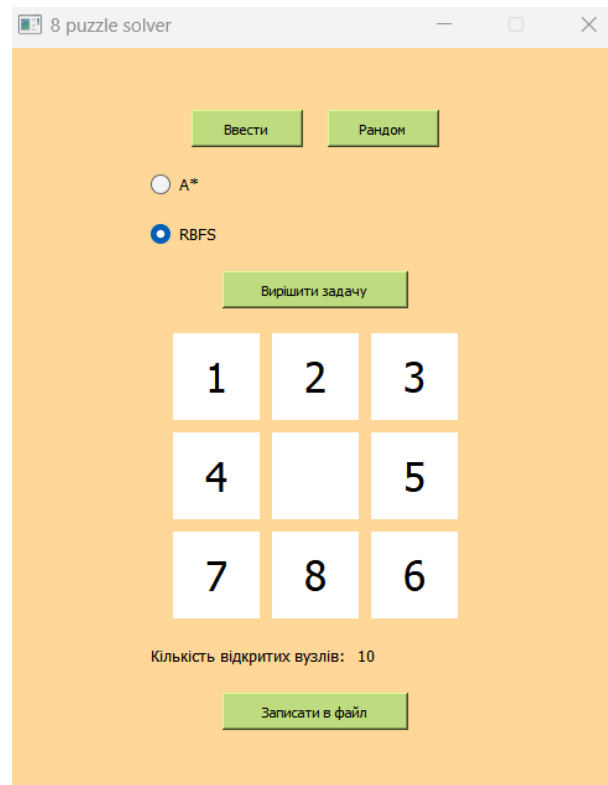 8 puzzle solver
Ввести Рандом
A*
RBFS
Вирішити задачу
1 2 3
4 5
7 8 6
Кількість відкритих вузлів: 10
Записати в файл